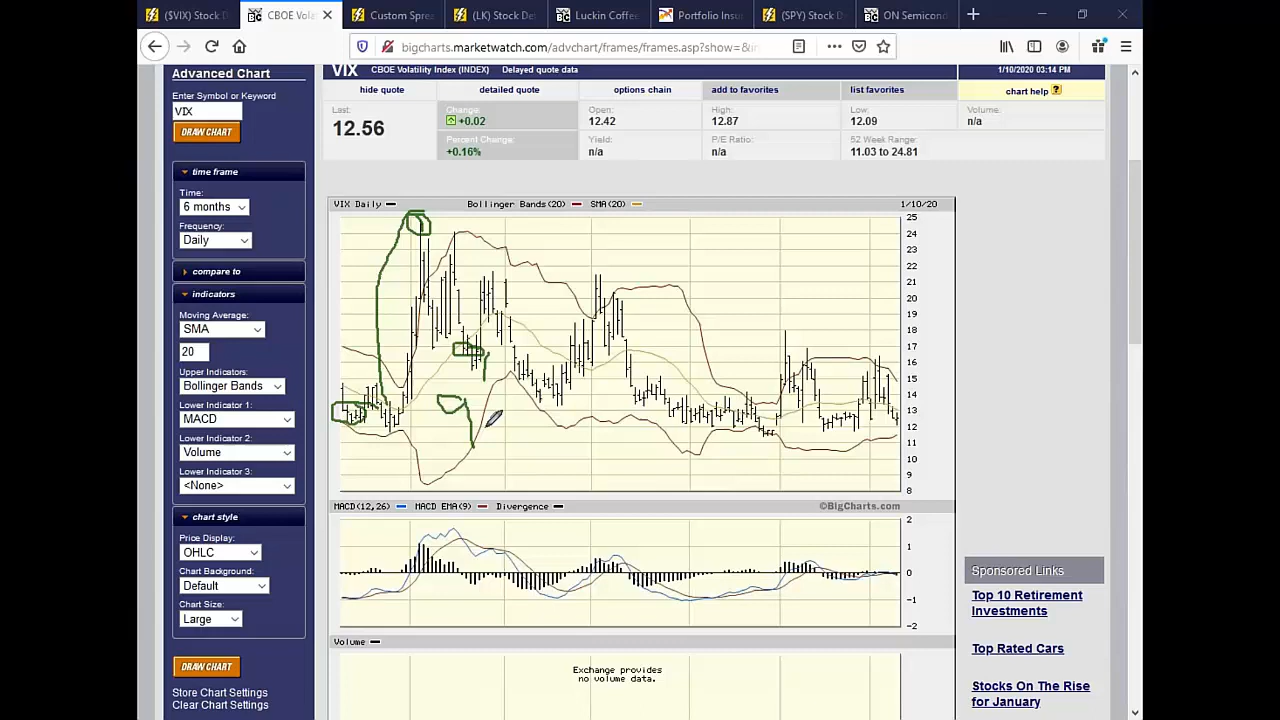 ($VIX) Stock D
CBOE Vola
Custom Spre
(LK) Stock De
Luckin Coffe
Portfolio Insu
(SPY) Stock D
ON Semicond
bigcharts.marketwatch.com/advchart/frames/frames.asp?show=&i
Advanced Chart
Enter Symbol or Keyword
VIX
DRAW CHART
time frame
Time:
6 months
Frequency:
Daily
compare to
indicators
Moving Average:
SMA
20
Upper Indicators:
Bollinger Bands
Lower Indicator 1:
MACD
Lower Indicator 2:
Volume
Lower Indicator 3:
<None>
chart style
Price Display:
OHLC
Chart Background:
Default
Chart Size:
Large
DRAW CHART
Store Chart Settings
Clear Chart Settings
VIX CBOE Volatility Index (INDEX) Delayed quote data 1/10/2020 03:14 PM
hide quote detailed quote options chain add to favorites list favorites chart help ?
Last:
12.56
Change:
+0.02
Open:
12.42
High:
12.87
Low:
12.09
Volume:
n/a
Percent Change:
+0.16%
Yield:
n/a
P/E Ratio:
n/a
52 Week Range:
11.03 to 24.81
VIX Daily Bollinger Bands(20) SMA(20) 1/10/20
25
24
23
22
21
20
19
18
17
16
15
14
13
12
11
10
9
8
MACD(12,26) MACD EMA(9) Divergence ©BigCharts.com
2
1
0
-1
-2
Volume
Exchange provides
no volume data.
Sponsored Links
Top 10 Retirement
Investments
Top Rated Cars
Stocks On The Rise
for January